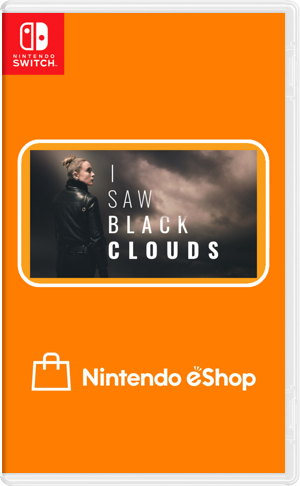 NINTENDO
SWITCH
I
SAW
BLACK
CLOUDS
Nintendo eShop